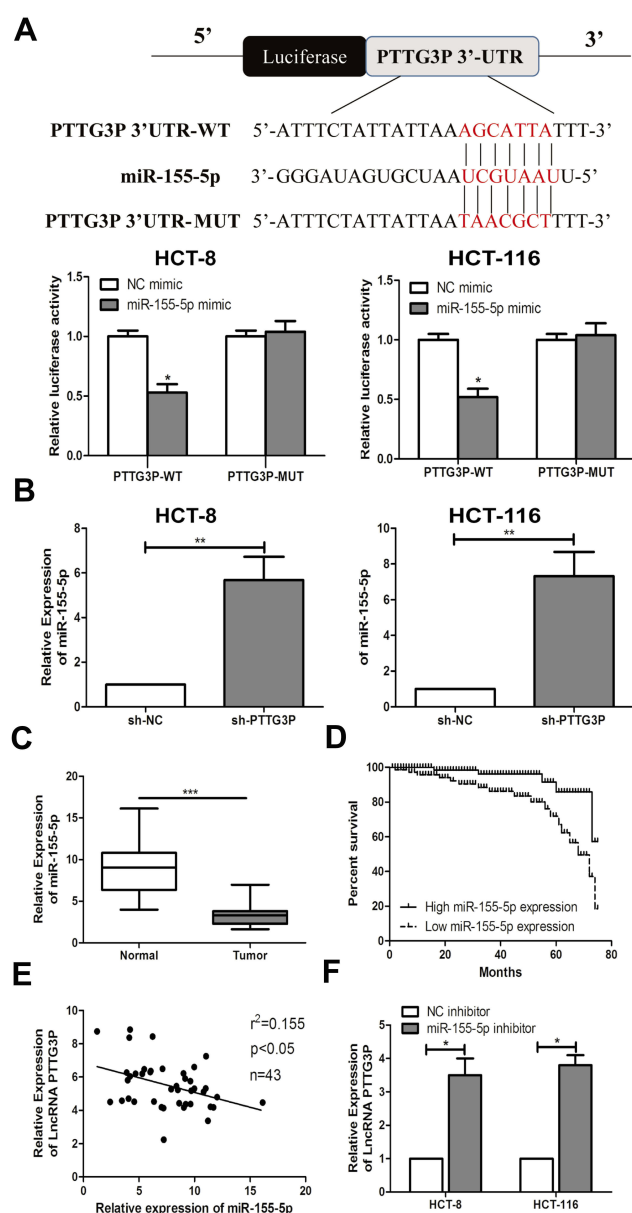 A
5’ 3’
Luciferase PTTG3P 3’-UTR
PTTG3P 3’UTR-WT 5’-ATTTCTATTATTAAAGCATTATTT-3’
miR-155-5p 3’-GGGAUAGUGCUAAUCGUAAUU-5’
PTTG3P 3’UTR-MUT 5’-ATTTCTATTATTAATAACGCTTTT-3’
HCT-8
Relative luciferase activity
1.5
1.0
0.5
0.0
NC mimic
miR-155-5p mimic
*
PTTG3P-WT PTTG3P-MUT
HCT-116
Relative luciferase activity
1.5
1.0
0.5
0.0
NC mimic
miR-155-5p mimic
*
PTTG3P-WT PTTG3P-MUT
B
HCT-8
Relative Expression
of miR-155-5p
8
6
4
2
0
**
sh-NC sh-PTTG3P
HCT-116
of miR-155-5p
10
8
6
4
2
0
**
sh-NC sh-PTTG3P
C
Relative Expression
of miR-155-5p
20
15
10
5
0
***
Normal Tumor
D
Percent survival
100
80
60
40
20
0
High miR-155-5p expression
Low miR-155-5p expression
0 20 40 60 80
Months
E
Relative Expression
of LncRNA PTTG3P
10
8
6
4
2
0
r²=0.155
p<0.05
n=43
0 5 10 15 20
Relative expression of miR-155-5p
F
NC inhibitor
miR-155-5p inhibitor
Relative Expression
of LncRNA PTTG3P
5
4
3
2
1
0
* *
HCT-8 HCT-116